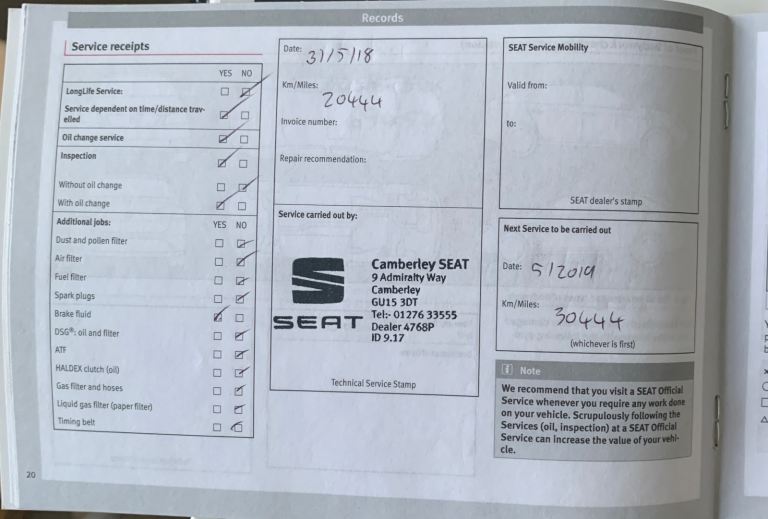 Records
Service receipts
YES NO
LongLife Service:
Service dependent on time/distance trav-
elled
Oil change service
Inspection
Without oil change
With oil change
Additional jobs: YES NO
Dust and pollen filter
Air filter
Fuel filter
Spark plugs
Brake fluid
DSG®: oil and filter
ATF
HALDEX clutch (oil)
Gas filter and hoses
Liquid gas filter (paper filter)
Timing belt
20
Date: 31/5/18
Km/Miles: 20444
Invoice number:
Repair recommendation:
Service carried out by:
SEAT
Camberley SEAT
9 Admiralty Way
Camberley
GU15 3DT
Tel:- 01276 33555
Dealer 4768P
ID 9.17
Technical Service Stamp
SEAT Service Mobility
Valid from:
to:
SEAT dealer's stamp
Next Service to be carried out
Date: 5/2019
Km/Miles: 30444
(whichever is first)
i Note
We recommend that you visit a SEAT Official
Service whenever you require any work done
on your vehicle. Scrupulously following the
Services (oil, inspection) at a SEAT Official
Service can increase the value of your vehi-
cle.